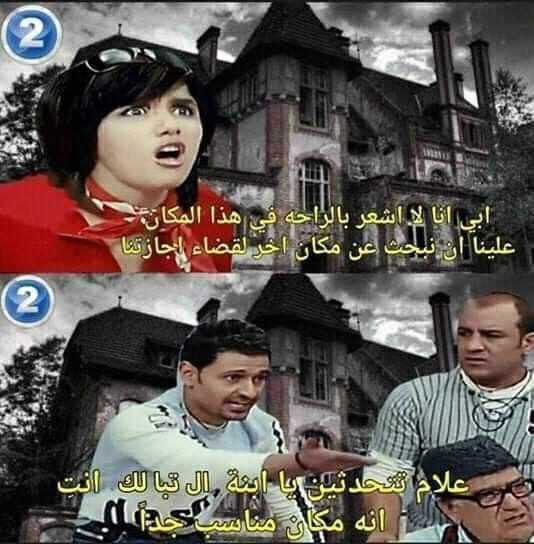 2
ابي انا لا اشعر بالراحه في هذا المكان
علينا ان نبحث عن مكان اخر لقضاء اجازتنا
2
علام تتحدثين يا ابنة ال تبا لك انت
انه مكان مناسب جداً